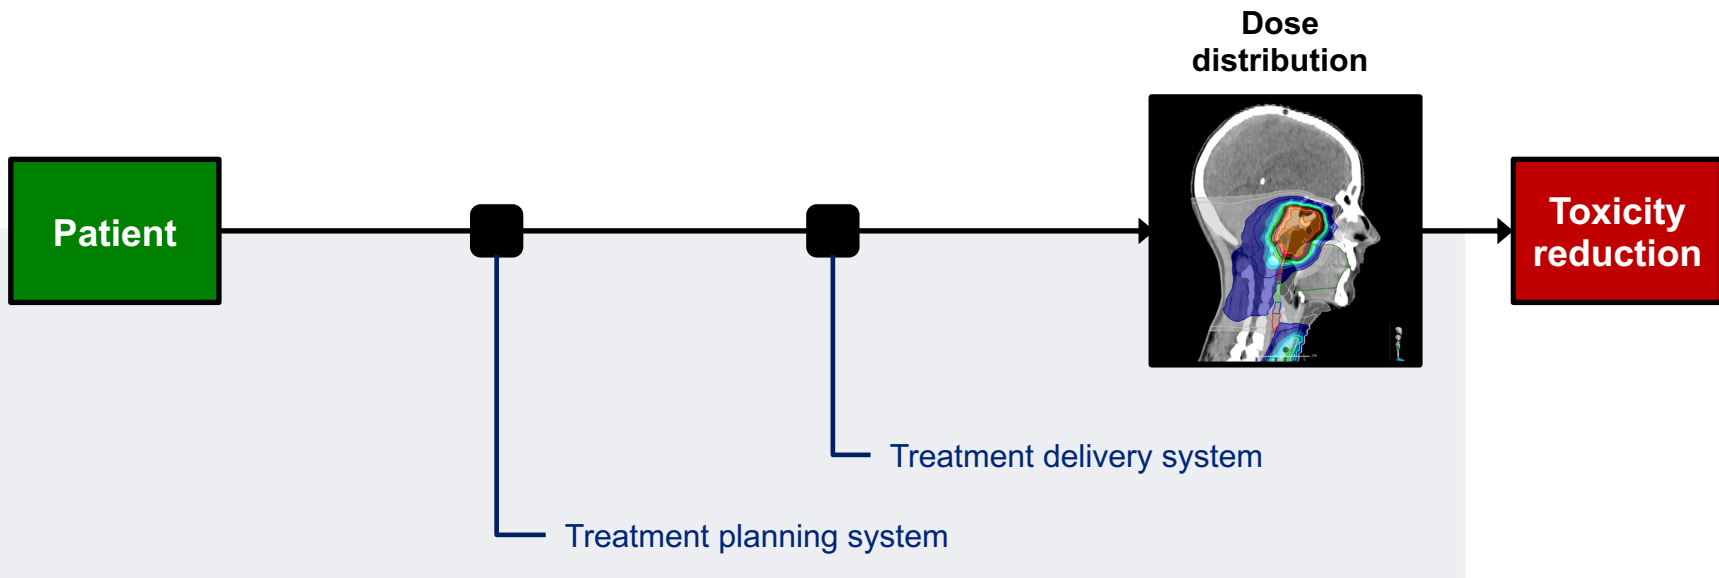 Dose
distribution
Patient
Toxicity
reduction
Treatment delivery system
Treatment planning system